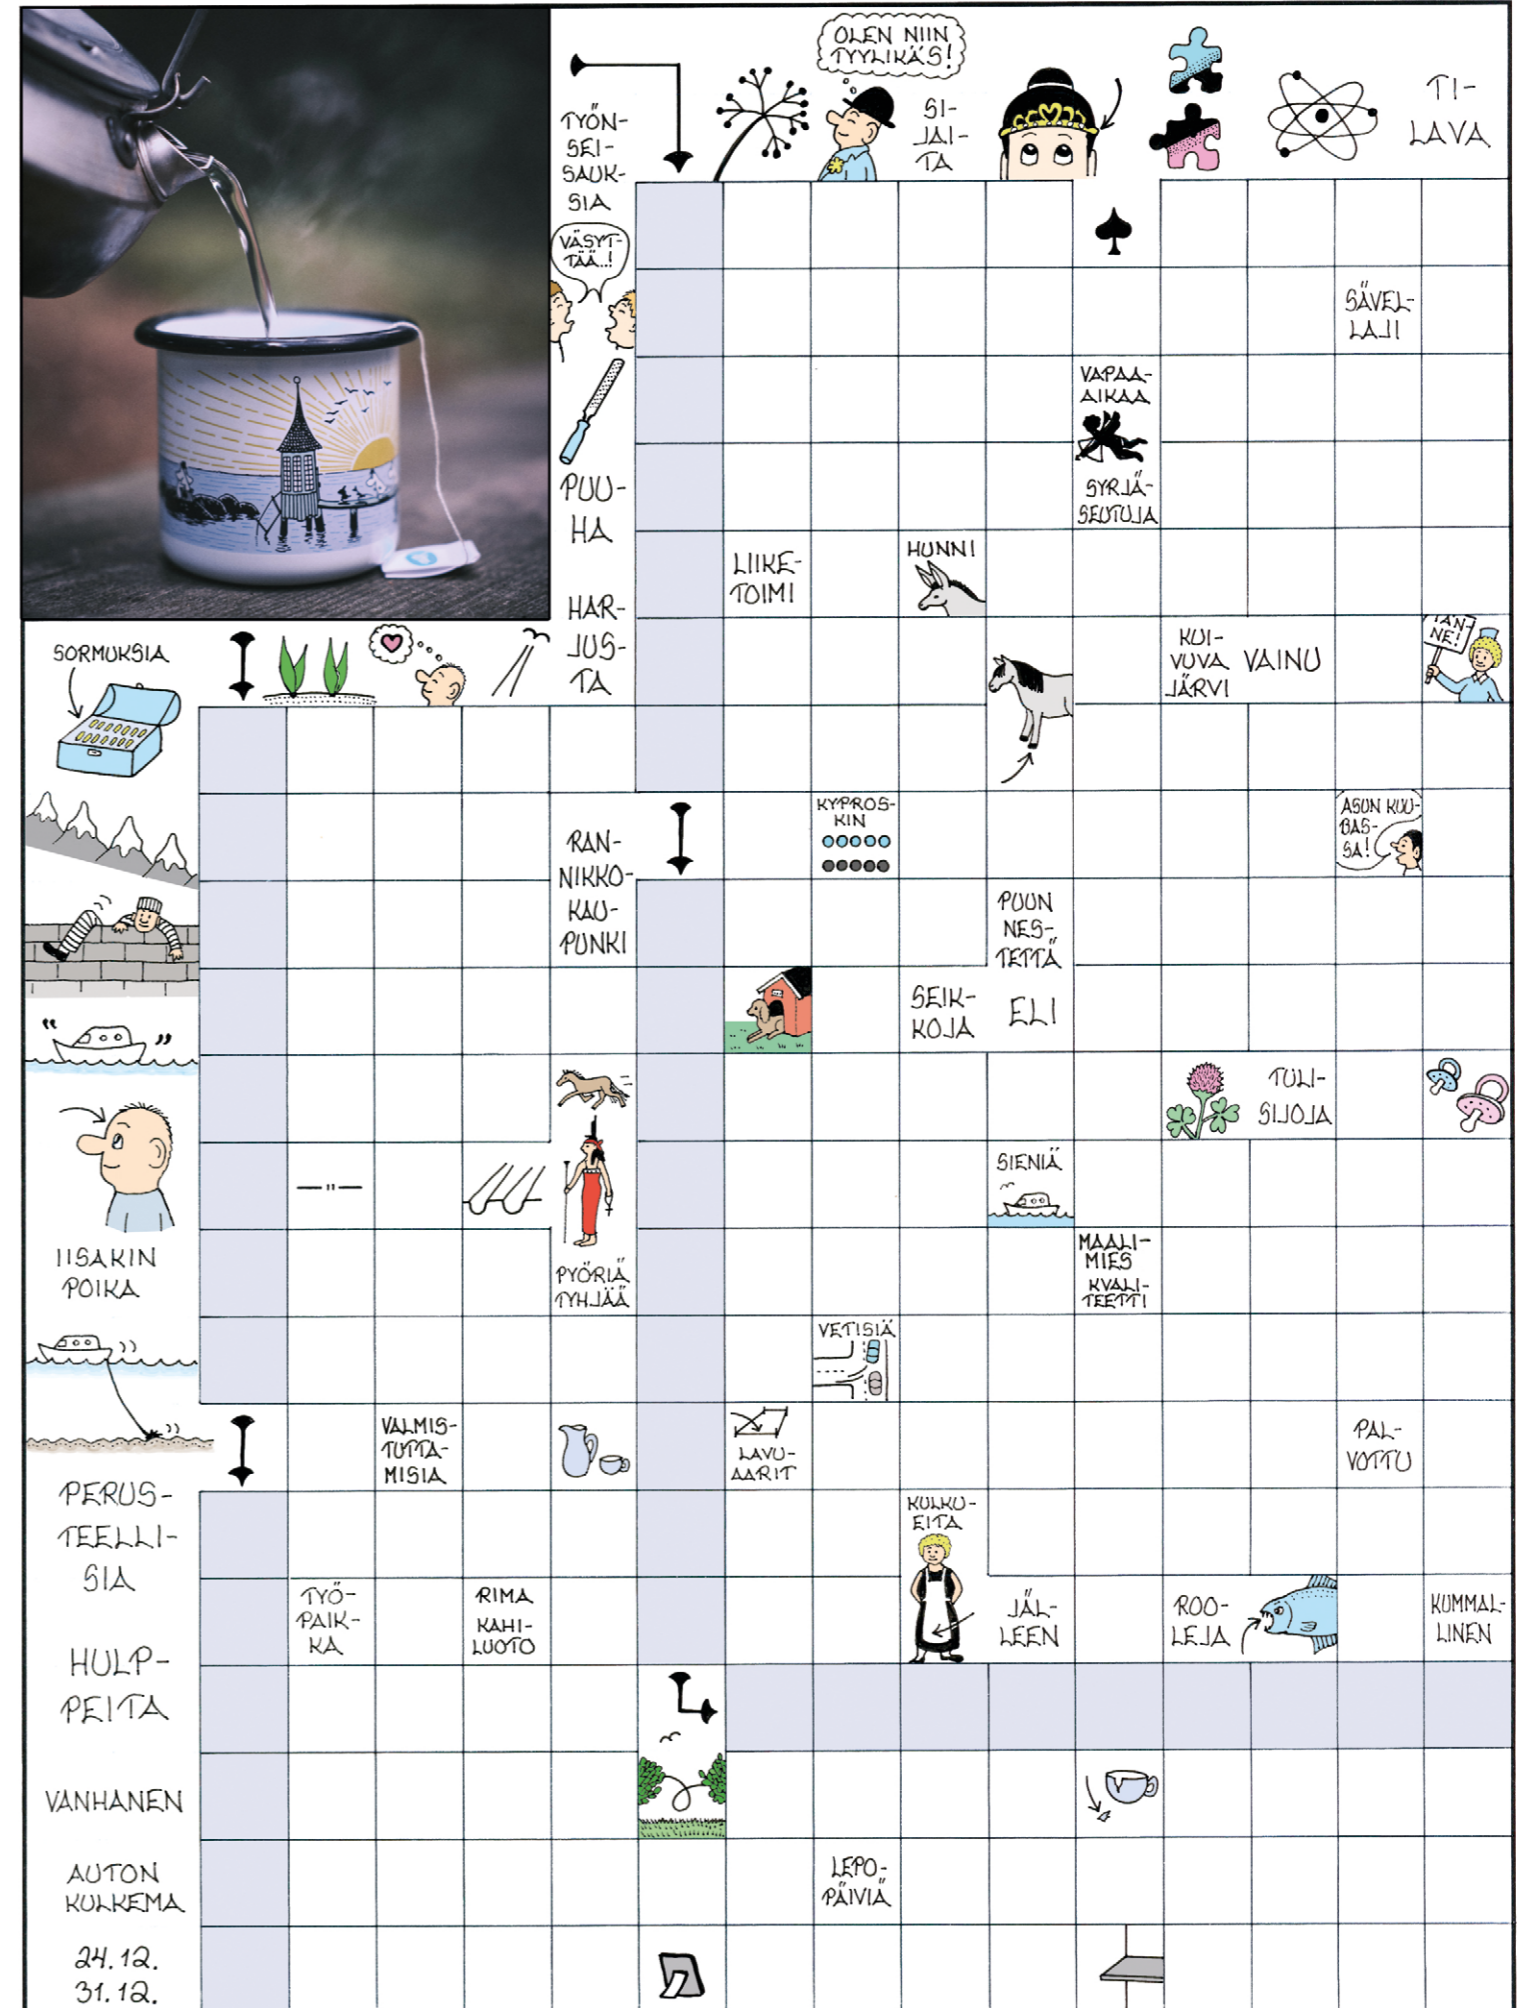 OLEN NIIN
TYYLIKÄS!
TYÖN-
SEI-
SAUK-
SIA
SI-
JAI-
TA
TI-
LAVA
VÄSYT-
TÄÄ..!
SÄVEL-
LAJI
VAPAA-
AIKAA
SYRJÄ-
SEUTUJA
PUU-
HA
LIIKE-
TOIMI
HUNNI
HAR-
JUS-
TA
SORMUKSIA
KUI-
VUVA
JÄRVI
VAINU
TÄN-
NE!
KYPROS-
KIN
ASUN KUU-
BAS-
SA!
RAN-
NIKKO-
KAU-
PUNKI
PUUN
NES-
TETTÄ
SEIK-
KOJA
ELI
" "
TULI-
SIJOJA
SIENIÄ
—"—
IISAKIN
POIKA
PYÖRIÄ
TYHJÄÄ
MAALI-
MIES
KVALI-
TEETTI
VETISIÄ
VALMIS-
TUTTA-
MISIA
LAVU-
AARIT
PAL-
VOTTU
PERUS-
TEELLI-
SIA
KULKU-
EITA
TYÖ-
PAIK-
KA
RIMA
KAHI-
LUOTO
JÄL-
LEEN
ROO-
LEJA
KUMMAL-
LINEN
HULP-
PEITA
VANHANEN
AUTON
KULKEMA
LEPO-
PÄIVIÄ
24.12.
31.12.